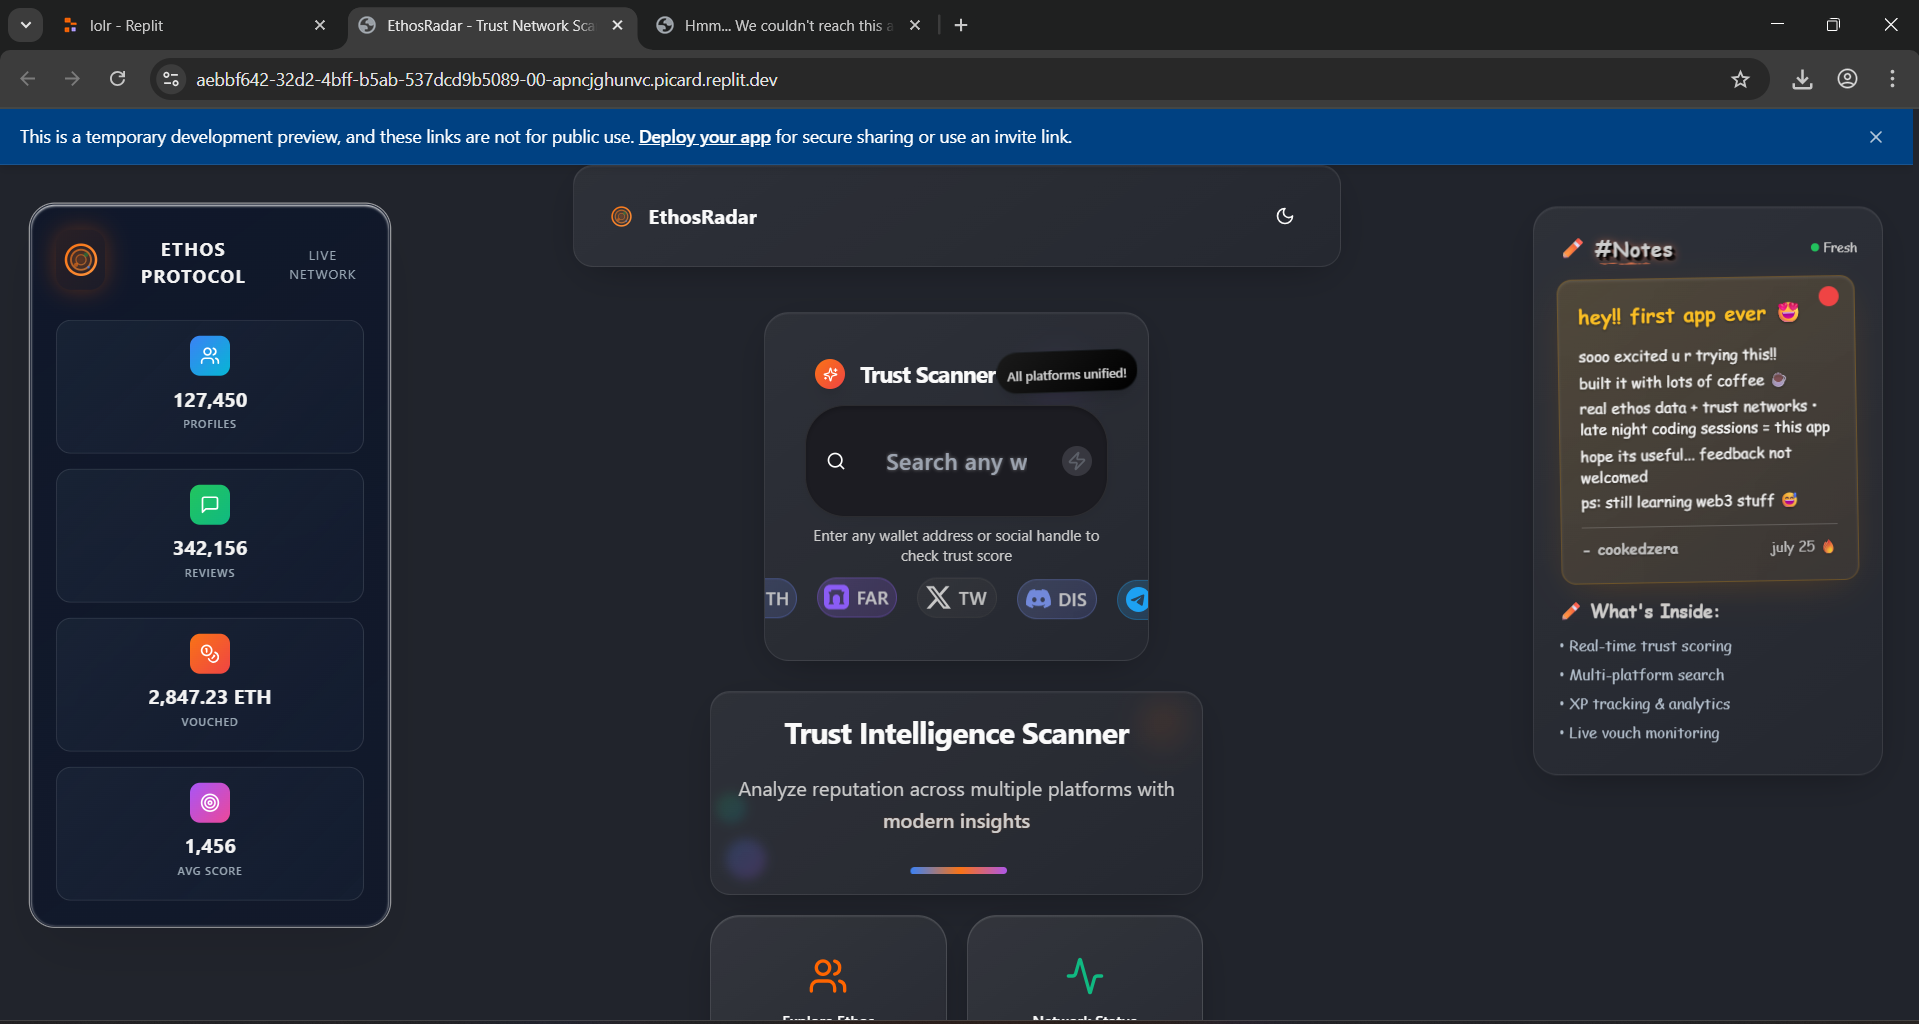 lolr - Replit
EthosRadar - Trust Network Sca
Hmm... We couldn't reach this a
aebbf642-32d2-4bff-b5ab-537dcd9b5089-00-apncjghunvc.picard.replit.dev
This is a temporary development preview, and these links are not for public use. Deploy your app for secure sharing or use an invite link.
ETHOS
PROTOCOL
LIVE
NETWORK
127,450
PROFILES
342,156
REVIEWS
2,847.23 ETH
VOUCHED
1,456
AVG SCORE
EthosRadar
Trust Scanner
All platforms unified!
Search any w
Enter any wallet address or social handle to
check trust score
TH
FAR
TW
DIS
Trust Intelligence Scanner
Analyze reputation across multiple platforms with
modern insights
Explore Ethos
Network Status
#Notes
Fresh
hey!! first app ever 🤩
sooo excited u r trying this!!
built it with lots of coffee ☕
real ethos data + trust networks •
late night coding sessions = this app
hope its useful... feedback not
welcomed
ps: still learning web3 stuff 😅
- cookedzera
july 25 🔥
What's Inside:
• Real-time trust scoring
• Multi-platform search
• XP tracking & analytics
• Live vouch monitoring